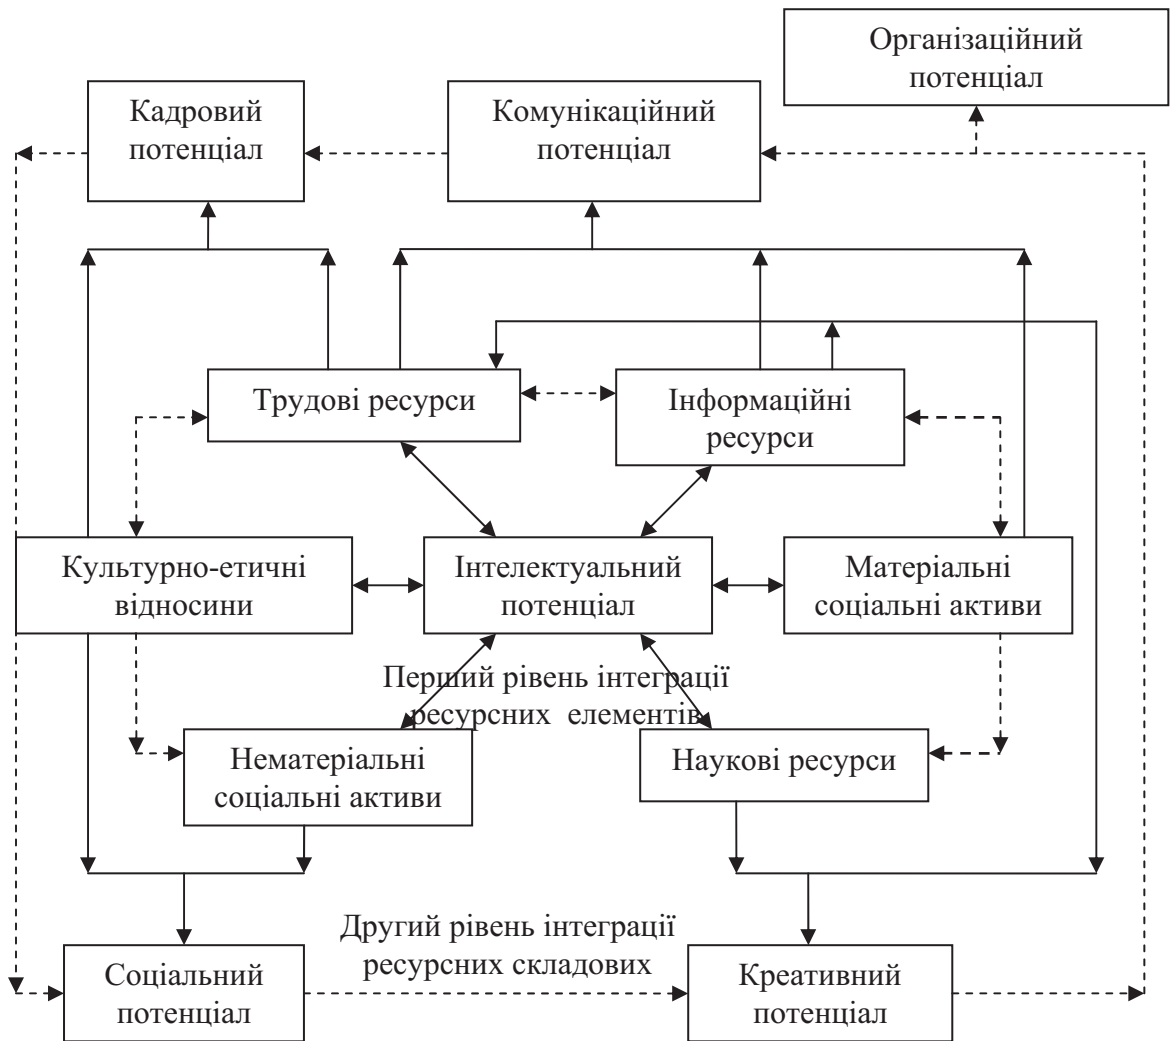 Організаційний
потенціал
Кадровий
потенціал
Комунікаційний
потенціал
Трудові ресурси
Інформаційні
ресурси
Культурно-етичні
відносини
Інтелектуальний
потенціал
Матеріальні
соціальні активи
Перший рівень інтеграції
ресурсних елементів
Нематеріальні
соціальні активи
Наукові ресурси
Другий рівень інтеграції
ресурсних складових
Соціальний
потенціал
Креативний
потенціал